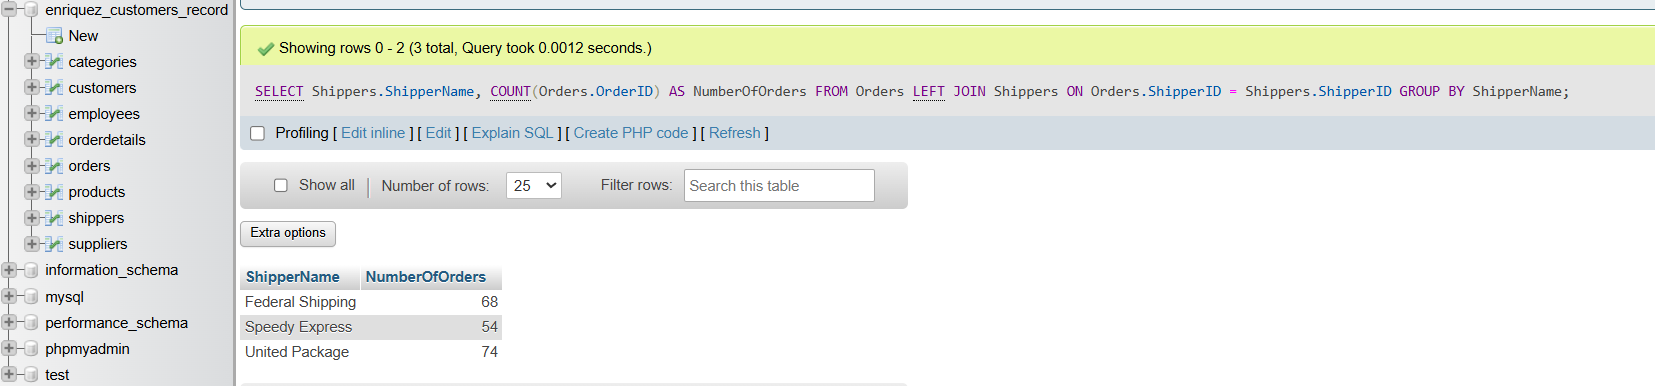 enriquez_customers_record
New
categories
customers
employees
orderdetails
orders
products
shippers
suppliers
information_schema
mysql
performance_schema
phpmyadmin
test
Showing rows 0 - 2 (3 total, Query took 0.0012 seconds.)
SELECT Shippers.ShipperName, COUNT(Orders.OrderID) AS NumberOfOrders FROM Orders LEFT JOIN Shippers ON Orders.ShipperID = Shippers.ShipperID GROUP BY ShipperName;
Profiling [ Edit inline ] [ Edit ] [ Explain SQL ] [ Create PHP code ] [ Refresh ]
Show all | Number of rows: 25 Filter rows: Search this table
Extra options
ShipperName NumberOfOrders
Federal Shipping 68
Speedy Express 54
United Package 74